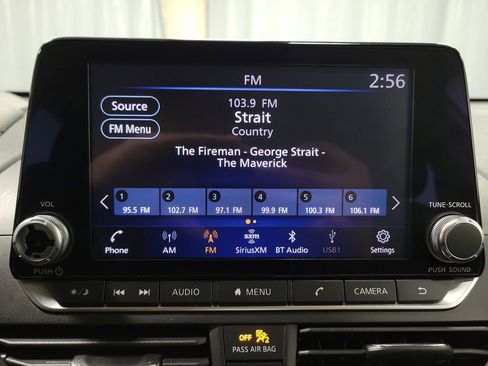 FM
2:56
Source
FM Menu
103.9 FM
Strait
Country
The Fireman - George Strait -
The Maverick
1 2 3 4 5 6
95.5 FM 102.7 FM 97.1 FM 99.9 FM 100.3 FM 106.1 FM
VOL
TUNE·SCROLL
sxm
Phone AM FM SiriusXM BT Audio USB1 Settings
PUSH
PUSH SOUND
AUDIO MENU CAMERA
OFF 2
PASS AIR BAG